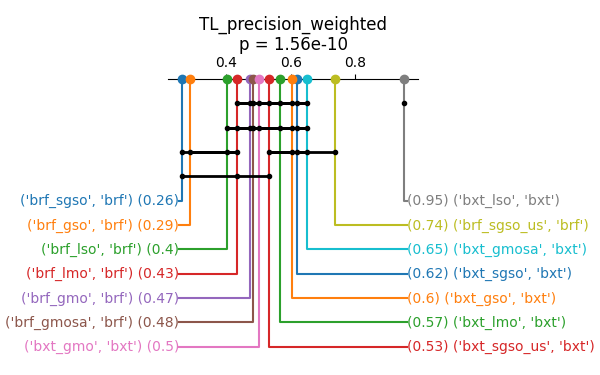 TL_precision_weighted
p = 1.56e-10
0.4 0.6 0.8
('brf_sgso', 'brf') (0.26) (0.95) ('bxt_lso', 'bxt')
('brf_gso', 'brf') (0.29) (0.74) ('brf_sgso_us', 'brf')
('brf_lso', 'brf') (0.4) (0.65) ('bxt_gmosa', 'bxt')
('brf_lmo', 'brf') (0.43) (0.62) ('bxt_sgso', 'bxt')
('brf_gmo', 'brf') (0.47) (0.6) ('bxt_gso', 'bxt')
('brf_gmosa', 'brf') (0.48) (0.57) ('bxt_lmo', 'bxt')
('bxt_gmo', 'bxt') (0.5) (0.53) ('bxt_sgso_us', 'bxt')